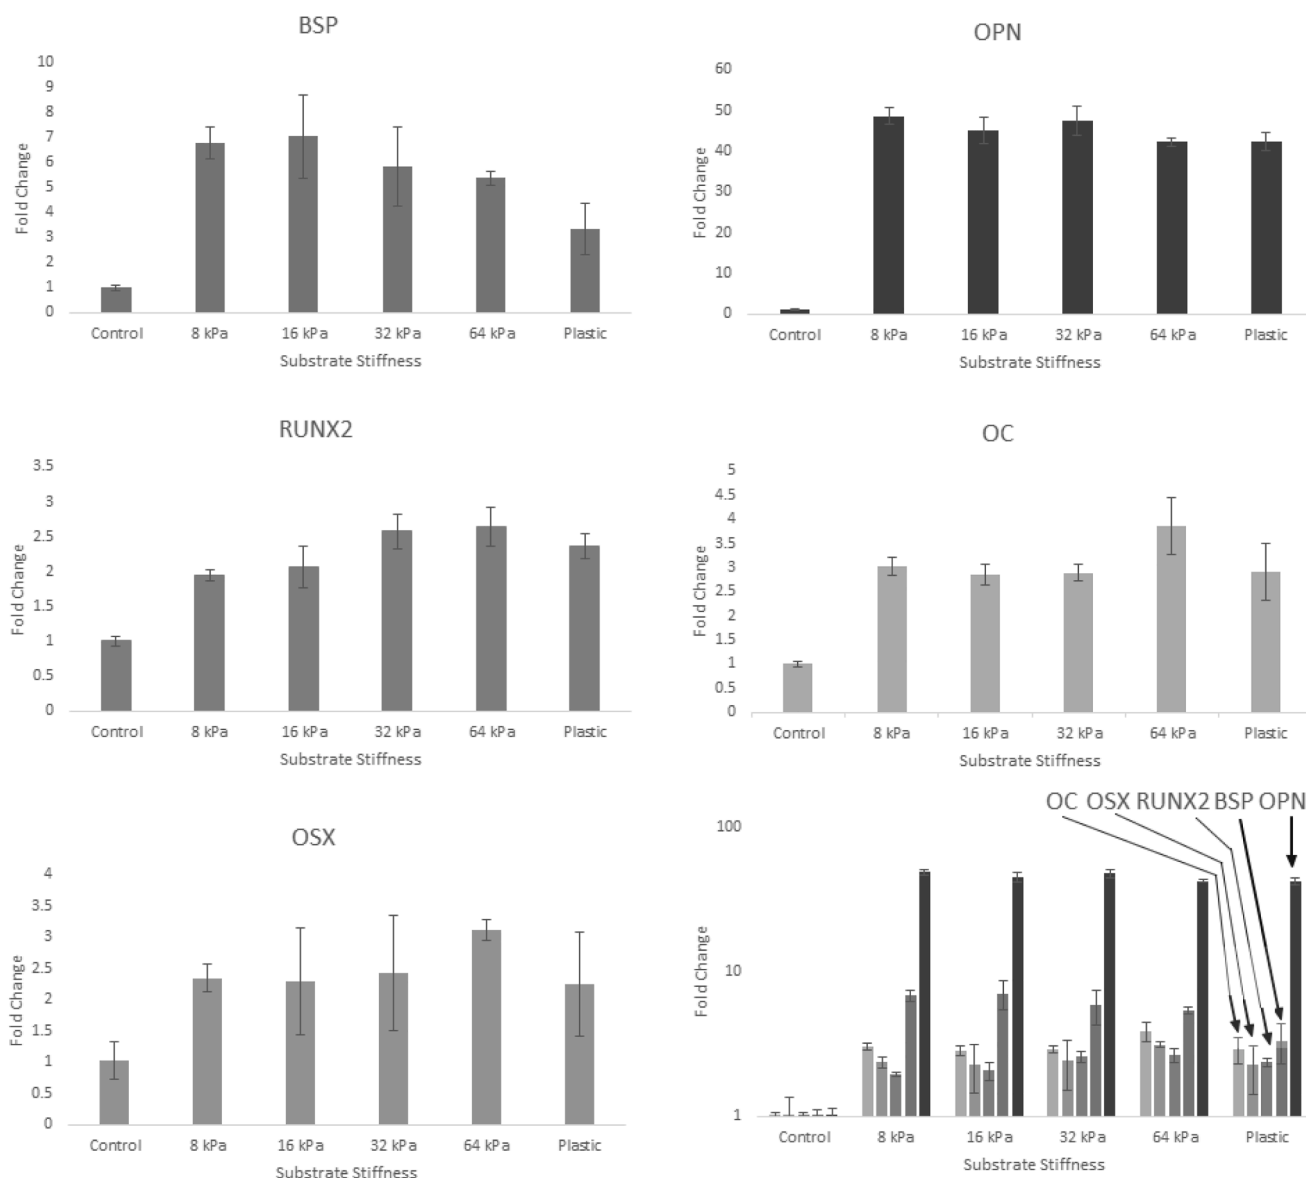 BSP
10
9
8
7
6
5
4
3
2
1
0
Fold Change
Control 8 kPa 16 kPa 32 kPa 64 kPa Plastic
Substrate Stiffness
OPN
60
50
40
30
20
10
0
Fold Change
Control 8 kPa 16 kPa 32 kPa 64 kPa Plastic
Substrate Stiffness
RUNX2
3.5
3
2.5
2
1.5
1
0.5
0
Fold Change
Control 8 kPa 16 kPa 32 kPa 64 kPa Plastic
Substrate Stiffness
OC
5
4.5
4
3.5
3
2.5
2
1.5
1
0.5
0
Fold Change
Control 8 kPa 16 kPa 32 kPa 64 kPa Plastic
Substrate Stiffness
OSX
4
3.5
3
2.5
2
1.5
1
0.5
0
Fold Change
Control 8 kPa 16 kPa 32 kPa 64 kPa Plastic
Substrate Stiffness
OC OSX RUNX2 BSP OPN
100
10
1
Fold Change
Control 8 kPa 16 kPa 32 kPa 64 kPa Plastic
Substrate Stiffness